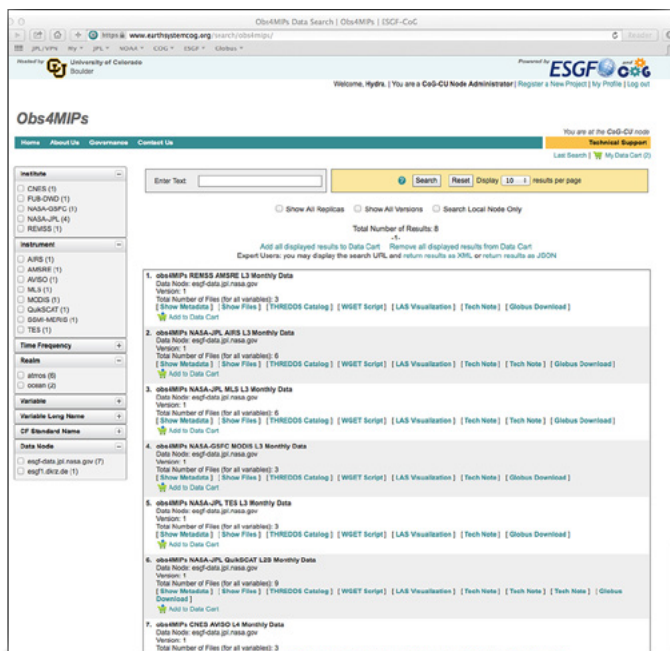 Obs4MIPs Data Search | Obs4MIPs | ESGF-CoG
https www.earthsystemcog.org/search/obs4mips/
Reader
JPL/VPN My JPL NOAA COG ESGF Globus
Hosted by
CU
University of Colorado
Boulder
Powered by
ESGF and COG
Welcome, Hydra. | You are a CoG-CU Node Administrator | Register a New Project | My Profile | Log out
Obs4MIPs
You are at the CoG-CU node
Home About Us Governance Contact Us
Technical Support
Last Search | My Data Cart (2)
Institute
CNES (1)
FUB-DWD (1)
NASA-GSFC (1)
NASA-JPL (4)
REMSS (1)
Instrument
AIRS (1)
AMSRE (1)
AVISO (1)
MLS (1)
MODIS (1)
QuikSCAT (1)
SSMI-MERIS (1)
TES (1)
Time Frequency
Realm
atmos (6)
ocean (2)
Variable
Variable Long Name
CF Standard Name
Data Node
esgf-data.jpl.nasa.gov (7)
esgf1.dkrz.de (1)
Enter Text:
Search Reset Display 10 results per page
Show All Replicas Show All Versions Search Local Node Only
Total Number of Results: 8
-1-
Add all displayed results to Data Cart Remove all displayed results from Data Cart
Expert Users: you may display the search URL and return results as XML or return results as JSON
1. obs4MIPs REMSS AMSRE L3 Monthly Data
Data Node: esgf-data.jpl.nasa.gov
Version: 1
Total Number of Files (for all variables): 3
[ Show Metadata ] [ Show Files ] [ THREDDS Catalog ] [ WGET Script ] [ LAS Visualization ] [ Tech Note ] [ Globus Download ]
Add to Data Cart
2. obs4MIPs NASA-JPL AIRS L3 Monthly Data
Data Node: esgf-data.jpl.nasa.gov
Version: 1
Total Number of Files (for all variables): 6
[ Show Metadata ] [ Show Files ] [ THREDDS Catalog ] [ WGET Script ] [ LAS Visualization ] [ Tech Note ] [ Tech Note ] [ Globus Download ]
Add to Data Cart
3. obs4MIPs NASA-JPL MLS L3 Monthly Data
Data Node: esgf-data.jpl.nasa.gov
Version: 1
Total Number of Files (for all variables): 6
[ Show Metadata ] [ Show Files ] [ THREDDS Catalog ] [ WGET Script ] [ LAS Visualization ] [ Tech Note ] [ Tech Note ] [ Globus Download ]
Add to Data Cart
4. obs4MIPs NASA-GSFC MODIS L3 Monthly Data
Data Node: esgf-data.jpl.nasa.gov
Version: 1
Total Number of Files (for all variables): 3
[ Show Metadata ] [ Show Files ] [ THREDDS Catalog ] [ WGET Script ] [ LAS Visualization ] [ Tech Note ] [ Globus Download ]
Add to Data Cart
5. obs4MIPs NASA-JPL TES L3 Monthly Data
Data Node: esgf-data.jpl.nasa.gov
Version: 1
Total Number of Files (for all variables): 3
[ Show Metadata ] [ Show Files ] [ THREDDS Catalog ] [ WGET Script ] [ LAS Visualization ] [ Tech Note ] [ Globus Download ]
Add to Data Cart
6. obs4MIPs NASA-JPL QuikSCAT L2B Monthly Data
Data Node: esgf-data.jpl.nasa.gov
Version: 1
Total Number of Files (for all variables): 9
[ Show Metadata ] [ Show Files ] [ THREDDS Catalog ] [ WGET Script ] [ LAS Visualization ] [ Tech Note ] [ Tech Note ] [ Tech Note ] [ Globus
Download ]
Add to Data Cart
7. obs4MIPs CNES AVISO L4 Monthly Data
Data Node: esgf-data.jpl.nasa.gov
Version: 1
Total Number of Files (for all variables): 3